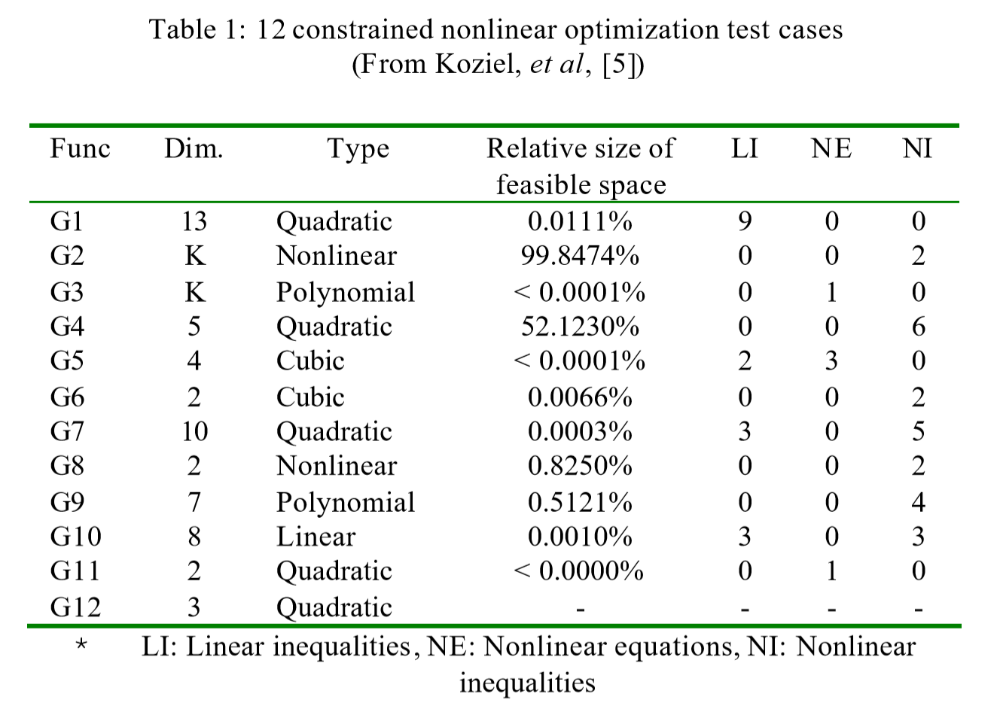 Table 1: 12 constrained nonlinear optimization test cases
(From Koziel, et al, [5])
Func Dim. Type Relative size of feasible space LI NE NI
G1 13 Quadratic 0.0111% 9 0 0
G2 K Nonlinear 99.8474% 0 0 2
G3 K Polynomial < 0.0001% 0 1 0
G4 5 Quadratic 52.1230% 0 0 6
G5 4 Cubic < 0.0001% 2 3 0
G6 2 Cubic 0.0066% 0 0 2
G7 10 Quadratic 0.0003% 3 0 5
G8 2 Nonlinear 0.8250% 0 0 2
G9 7 Polynomial 0.5121% 0 0 4
G10 8 Linear 0.0010% 3 0 3
G11 2 Quadratic < 0.0000% 0 1 0
G12 3 Quadratic - - - -
* LI: Linear inequalities, NE: Nonlinear equations, NI: Nonlinear
inequalities